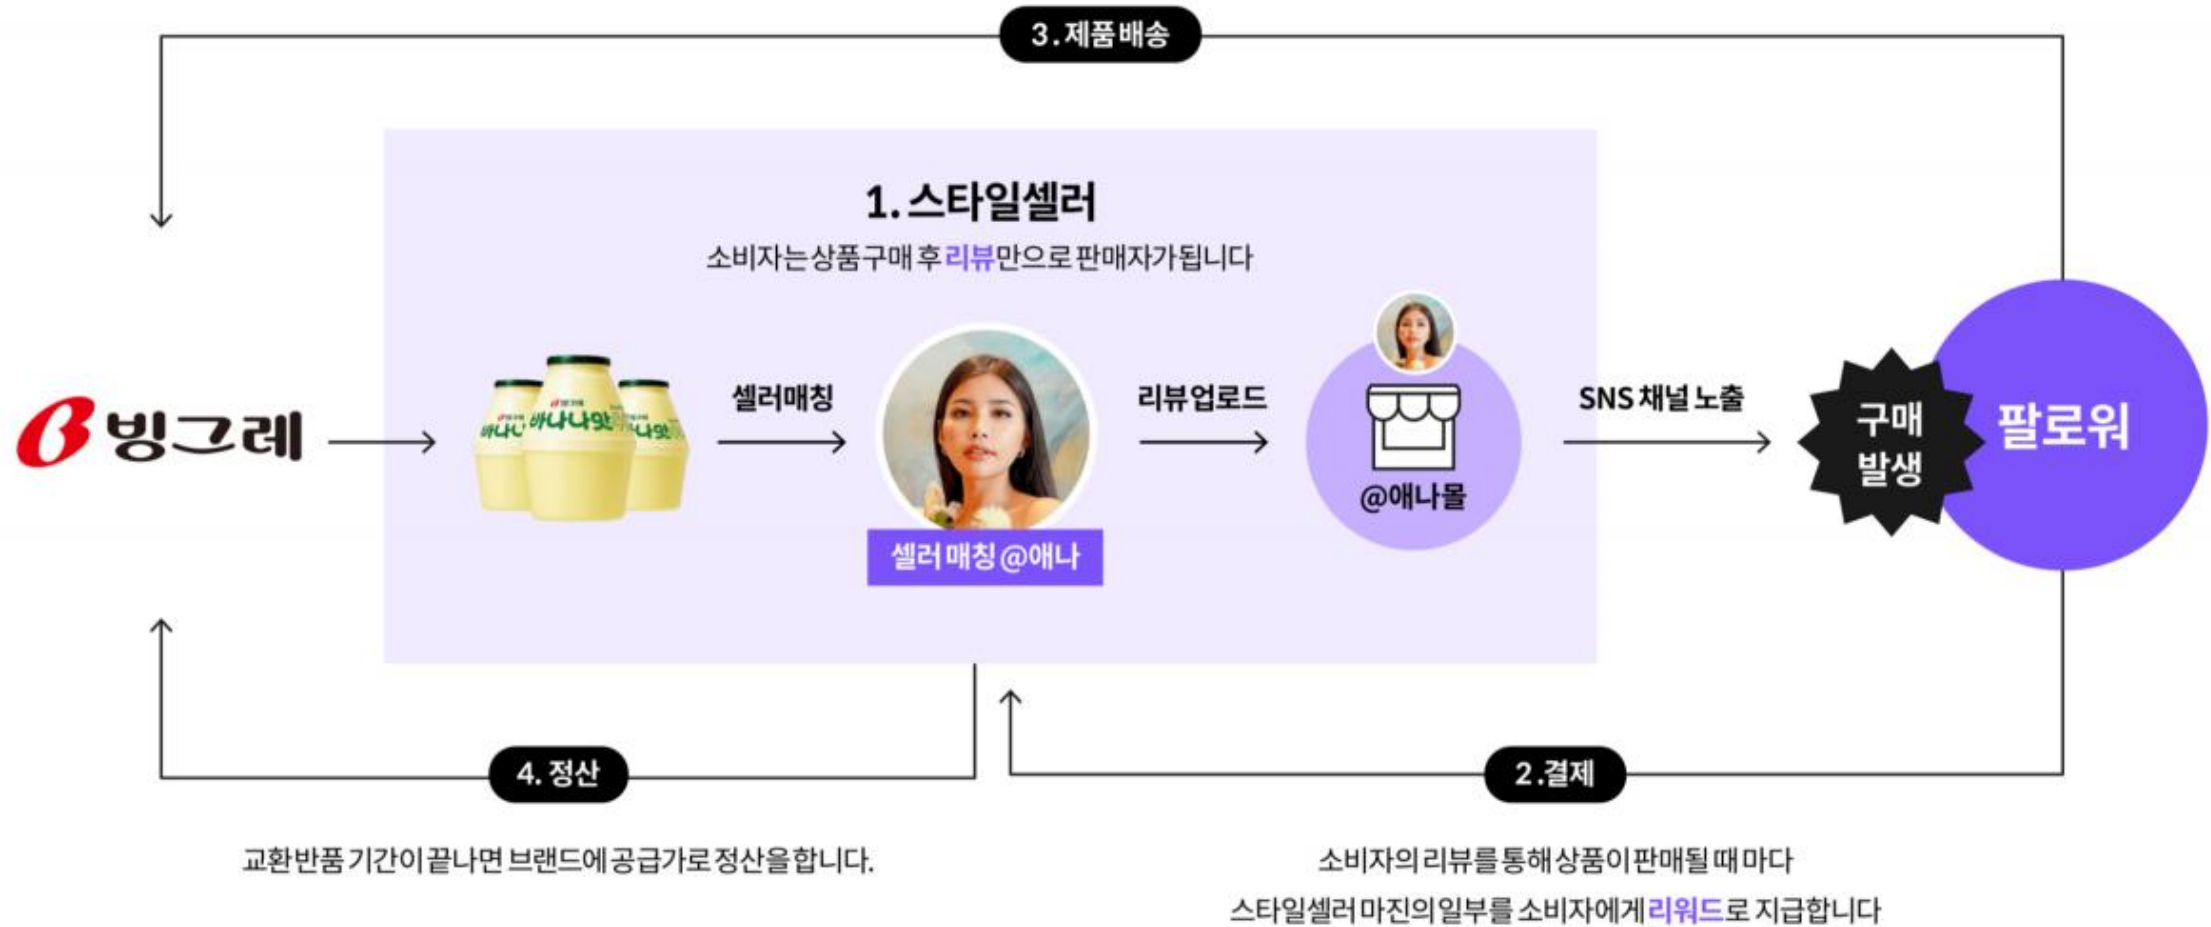 3.제품배송
1. 스타일셀러
소비자는 상품 구매 후 리뷰만으로 판매자가 됩니다
빙그레
빙그레
바나나맛
셀러매칭
셀러 매칭 @애나
리뷰 업로드
@애나몰
SNS 채널 노출
구매
발생
팔로워
4. 정산
2.결제
교환 반품 기간이 끝나면 브랜드에 공급가로 정산을 합니다.
소비자의 리뷰를 통해 상품이 판매될 때 마다
스타일셀러 마진의 일부를 소비자에게 리워드로 지급합니다